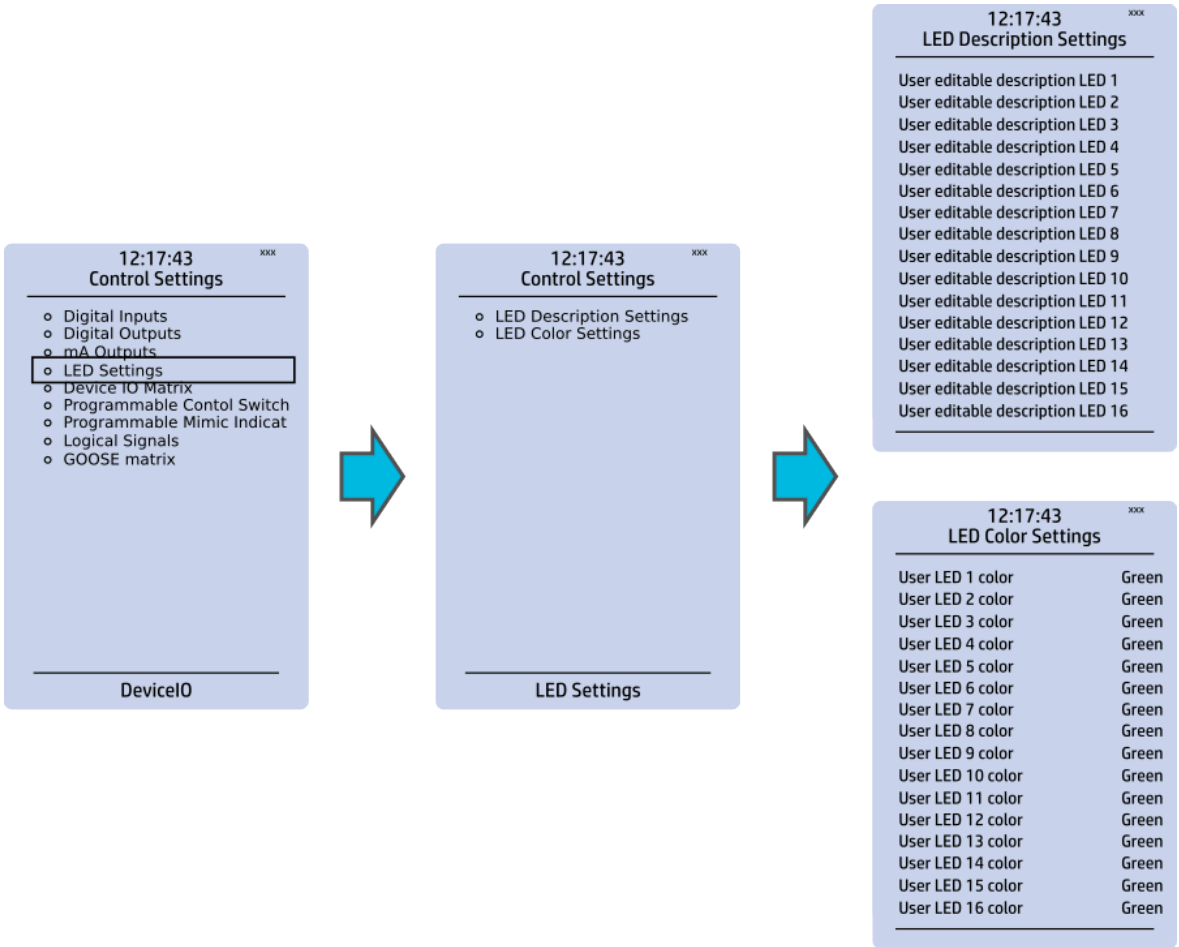 12:17:43 xxx
Control Settings
Digital Inputs
Digital Outputs
mA Outputs
LED Settings
Device IO Matrix
Programmable Contol Switch
Programmable Mimic Indicat
Logical Signals
GOOSE matrix
DeviceIO
12:17:43 xxx
Control Settings
LED Description Settings
LED Color Settings
LED Settings
12:17:43 xxx
LED Description Settings
User editable description LED 1
User editable description LED 2
User editable description LED 3
User editable description LED 4
User editable description LED 5
User editable description LED 6
User editable description LED 7
User editable description LED 8
User editable description LED 9
User editable description LED 10
User editable description LED 11
User editable description LED 12
User editable description LED 13
User editable description LED 14
User editable description LED 15
User editable description LED 16
12:17:43 xxx
LED Color Settings
User LED 1 color Green
User LED 2 color Green
User LED 3 color Green
User LED 4 color Green
User LED 5 color Green
User LED 6 color Green
User LED 7 color Green
User LED 8 color Green
User LED 9 color Green
User LED 10 color Green
User LED 11 color Green
User LED 12 color Green
User LED 13 color Green
User LED 14 color Green
User LED 15 color Green
User LED 16 color Green